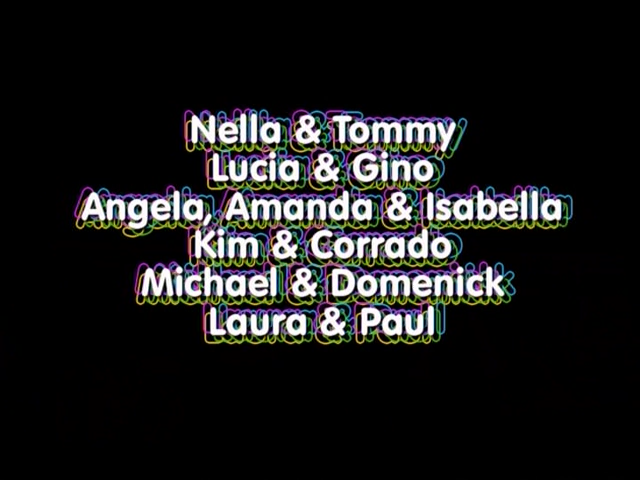 Nella & Tommy
Lucia & Gino
Angela, Amanda & Isabella
Kim & Corrado
Michael & Domenick
Laura & Paul